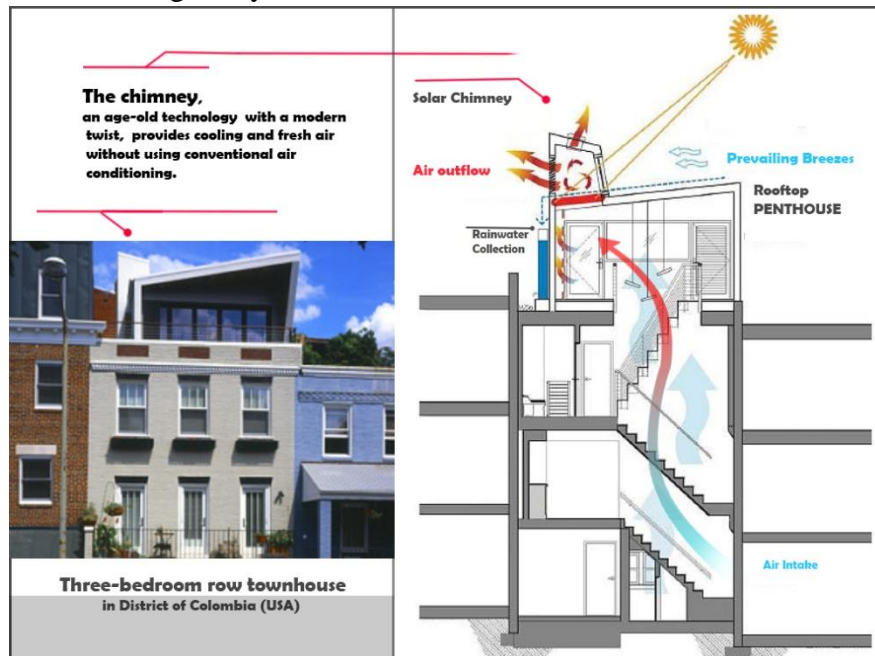 The chimney,
an age-old technology with a modern
twist, provides cooling and fresh air
without using conventional air
conditioning.
Three-bedroom row townhouse
in District of Colombia (USA)
Solar Chimney
Air outflow
Prevailing Breezes
Rooftop
PENTHOUSE
Rainwater
Collection
Air Intake